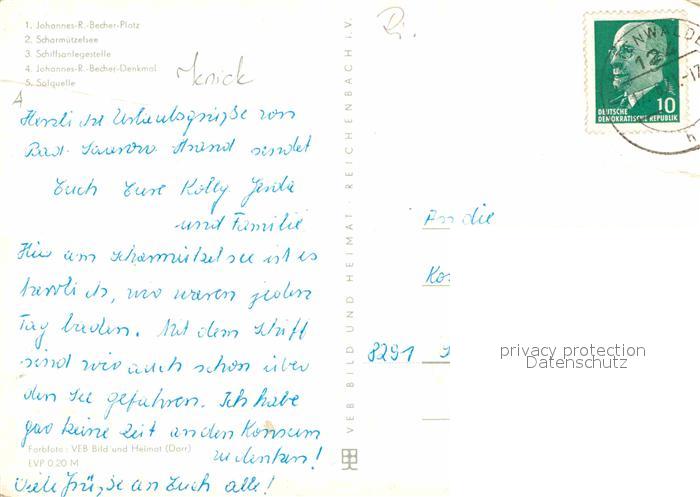 1. Johannes-R.-Becher-Platz
2. Scharmützelsee
3. Schiffsanlegestelle
4. Johannes-R.-Becher-Denkmal
5. Solquelle
Knick
Herzliche Urlaubsgrüße von
Bad-Saarow Strand sendet
Euch Eure Kolly Gerda
und Familie
Hier am Scharmützelsee ist es
herrlich, wir waren jeden
Tag baden. Mit dem Schiff
sind wir auch schon über
den See gefahren. Ich habe
gar keine Zeit an den Konsum
zu denken!
Viele Grüße an Euch alle!
Farbfoto: VEB Bild und Heimat (Darr)
EVP 0,20 M
VEB BILD UND HEIMAT · REICHENBACH i.V.
An die
8291
DEUTSCHE
DEMOKRATISCHE REPUBLIK
10
privacy protection
Datenschutz